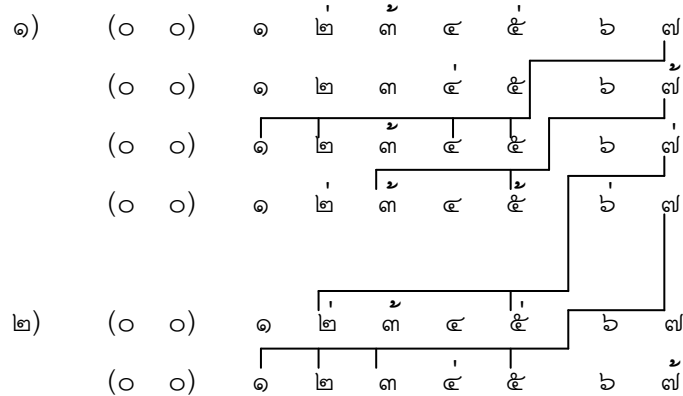 ๑) (๐ ๐) ๑ ๒่ ๓้ ๔ ๕่ ๖ ๗
(๐ ๐) ๑ ๒ ๓ ๔่ ๕ ๖ ๗้
(๐ ๐) ๑ ๒ ๓้ ๔ ๕ ๖ ๗่
(๐ ๐) ๑ ๒่ ๓้ ๔ ๕้ ๖่ ๗
๒) (๐ ๐) ๑ ๒่ ๓้ ๔ ๕่ ๖ ๗
(๐ ๐) ๑ ๒ ๓ ๔่ ๕ ๖ ๗้